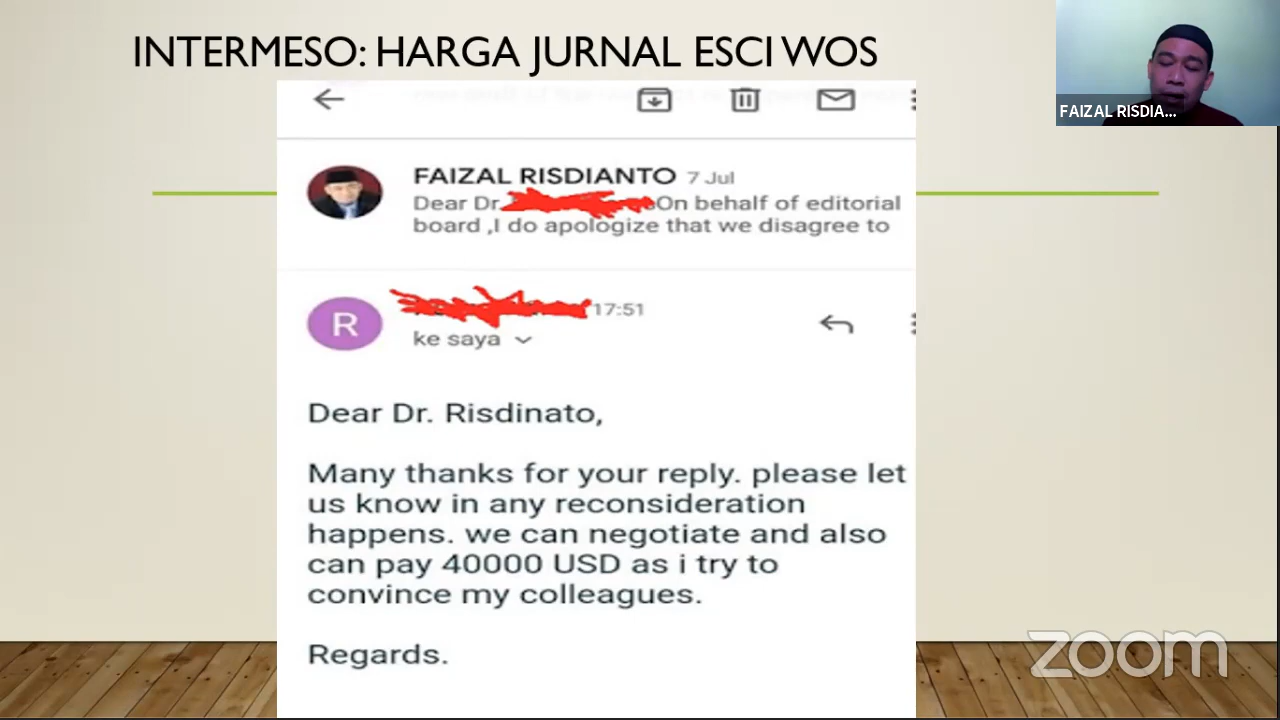 INTERMESO: HARGA JURNAL ESCI WOS
FAIZAL RISDIA...
FAIZAL RISDIANTO 7 Jul
Dear Dr On behalf of editorial
board ,I do apologize that we disagree to
R
17:51
ke saya
Dear Dr. Risdinato,
Many thanks for your reply. please let
us know in any reconsideration
happens. we can negotiate and also
can pay 40000 USD as i try to
convince my colleagues.
Regards.
zoom